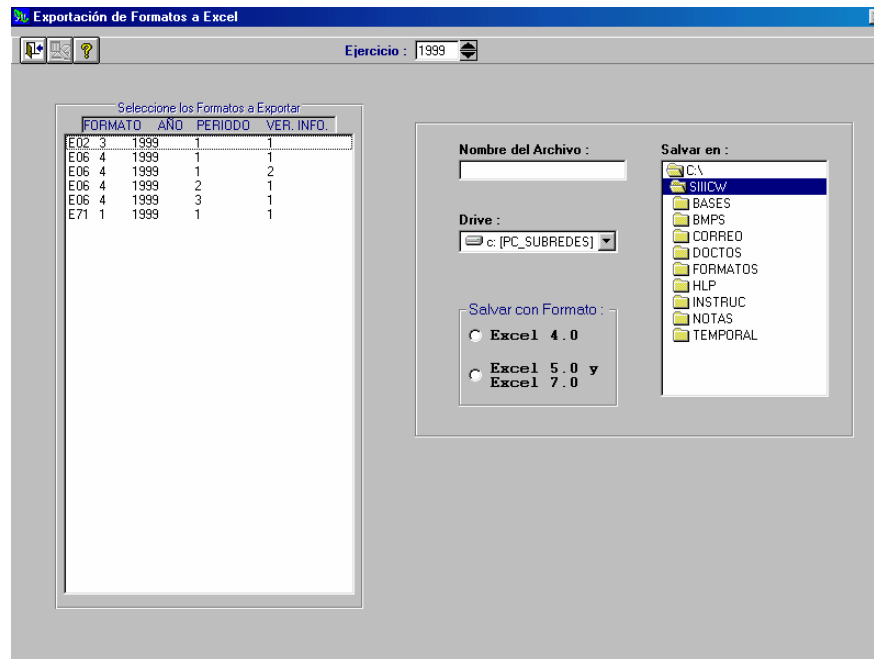 Exportación de Formatos a Excel
Ejercicio : 1999
Seleccione los Formatos a Exportar
FORMATO AÑO PERIODO VER. INFO.
E02 3 1999 1 1
E06 4 1999 1 1
E06 4 1999 1 2
E06 4 1999 2 1
E06 4 1999 3 1
E71 1 1999 1 1
Nombre del Archivo :
Drive :
c: [PC_SUBREDES]
Salvar con Formato :
Excel 4.0
Excel 5.0 y
Excel 7.0
Salvar en :
C:\
SIIICW
BASES
BMPS
CORREO
DOCTOS
FORMATOS
HLP
INSTRUC
NOTAS
TEMPORAL